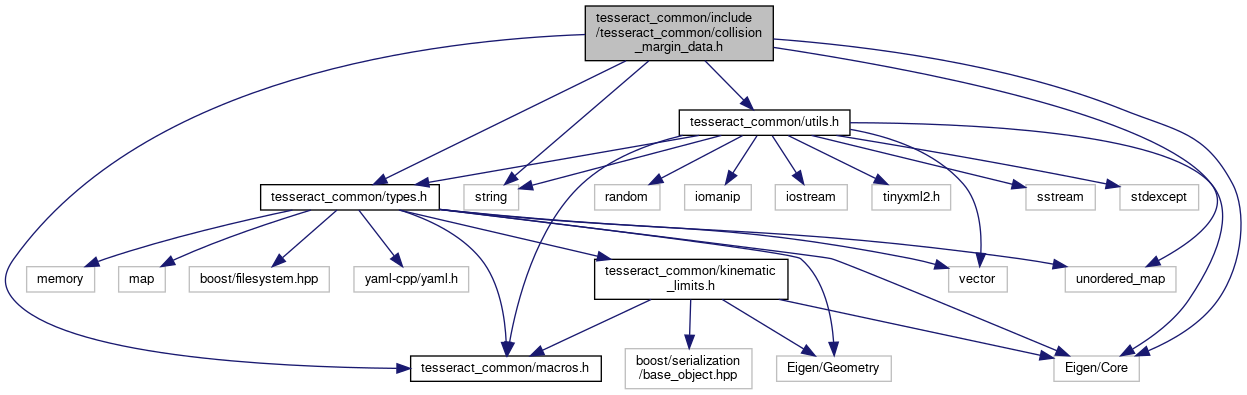 tesseract_common/include
/tesseract_common/collision
_margin_data.h
tesseract_common/utils.h
tesseract_common/types.h
string
random
iomanip
iostream
tinyxml2.h
sstream
stdexcept
memory
map
boost/filesystem.hpp
yaml-cpp/yaml.h
tesseract_common/kinematic
_limits.h
vector
unordered_map
tesseract_common/macros.h
boost/serialization
/base_object.hpp
Eigen/Geometry
Eigen/Core